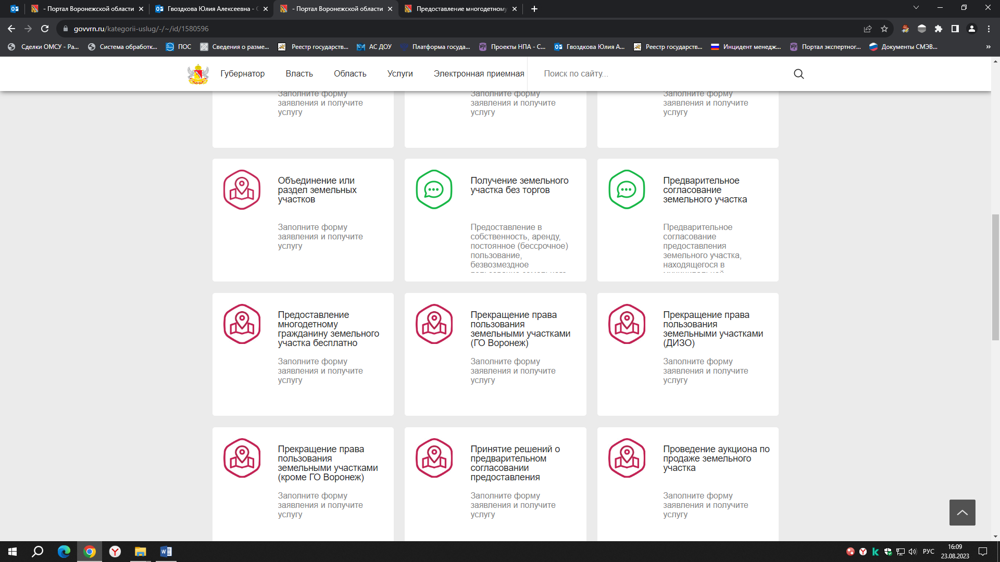 - Портал Воронежской области
Гвоздкова Юлия Алексеевна -
- Портал Воронежской области
Предоставление многодетному
govvrn.ru/kategorii-uslug/-/~/id/1580596
Сделки ОМСУ - Ра...
Система обработк...
ПОС
Сведения о разме...
Реестр государств...
АС ДОУ
Платформа госуда...
Проекты НПА - С...
Гвоздкова Юлия А...
Реестр государств...
Инцидент менедж...
Портал экспертног...
Документы СМЭВ...
»
Губернатор
Власть
Область
Услуги
Электронная приемная
Поиск по сайту...
Заполните форму
заявления и получите
услугу
Заполните форму
заявления и получите
услугу
Заполните форму
заявления и получите
услугу
Объединение или
раздел земельных
участков
Заполните форму
заявления и получите
услугу
Получение земельного
участка без торгов
Предоставление в
собственность, аренду,
постоянное (бессрочное)
пользование,
безвозмездное
Предварительное
согласование
земельного участка
Предварительное
согласование
предоставления
земельного участка,
находящегося в
Предоставление
многодетному
гражданину земельного
участка бесплатно
Заполните форму
заявления и получите
услугу
Прекращение права
пользования
земельными участками
(ГО Воронеж)
Заполните форму
заявления и получите
услугу
Прекращение права
пользования
земельными участками
(ДИЗО)
Заполните форму
заявления и получите
услугу
Прекращение права
пользования
земельными участками
(кроме ГО Воронеж)
Заполните форму
заявления и получите
услугу
Принятие решений о
предварительном
согласовании
предоставления
Заполните форму
заявления и получите
услугу
Проведение аукциона по
продаже земельного
участка
Заполните форму
заявления и получите
услугу
РУС
16:09
23.08.2023